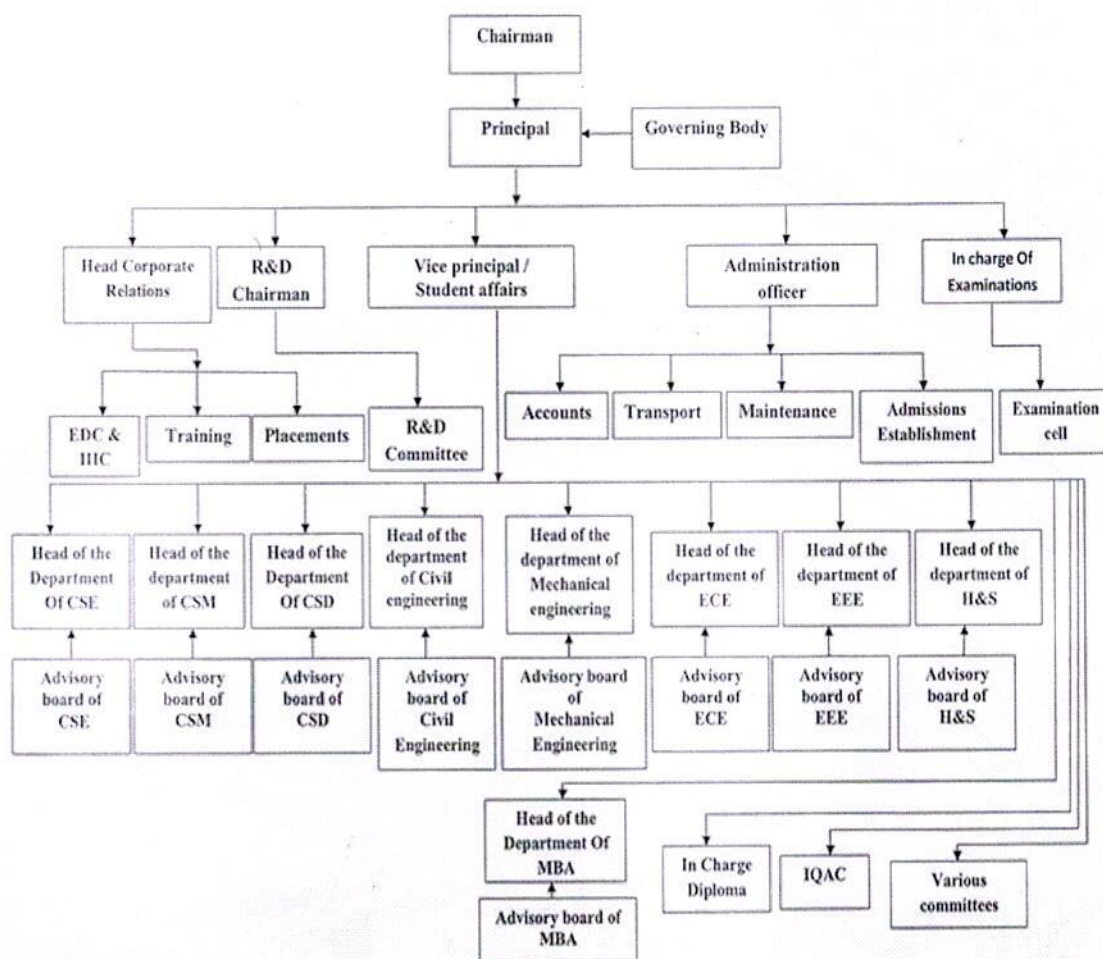 Chairman
Principal
Governing Body
Head Corporate
Relations
R&D
Chairman
Vice principal /
Student affairs
Administration
officer
In charge Of
Examinations
EDC &
IIIC
Training
Placements
R&D
Committee
Accounts
Transport
Maintenance
Admissions
Establishment
Examination
cell
Head of the
Department
Of CSE
Head of the
department
of CSM
Head of the
Department
Of CSD
Head of the
department
of Civil
engineering
Head of the
department of
Mechanical
engineering
Head of the
department of
ECE
Head of the
department of
EEE
Head of the
department of
H&S
Advisory
board of
CSE
Advisory
board of
CSM
Advisory
board of
CSD
Advisory
board of
Civil
Engineering
Advisory board
of
Mechanical
Engineering
Advisory
board of
ECE
Advisory
board of
EEE
Advisory
board of
H&S
Head of the
Department Of
MBA
In Charge
Diploma
IQAC
Various
committees
Advisory board of
MBA